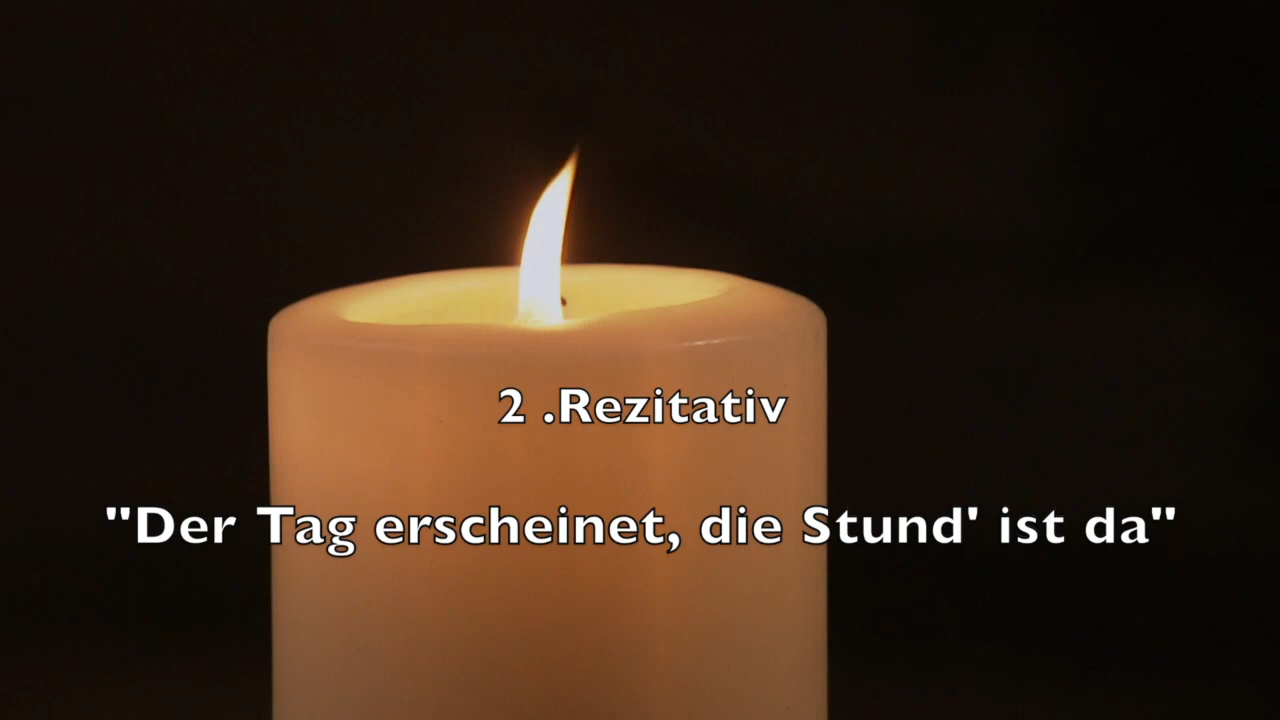 2 .Rezitativ
"Der Tag erscheinet, die Stund' ist da"